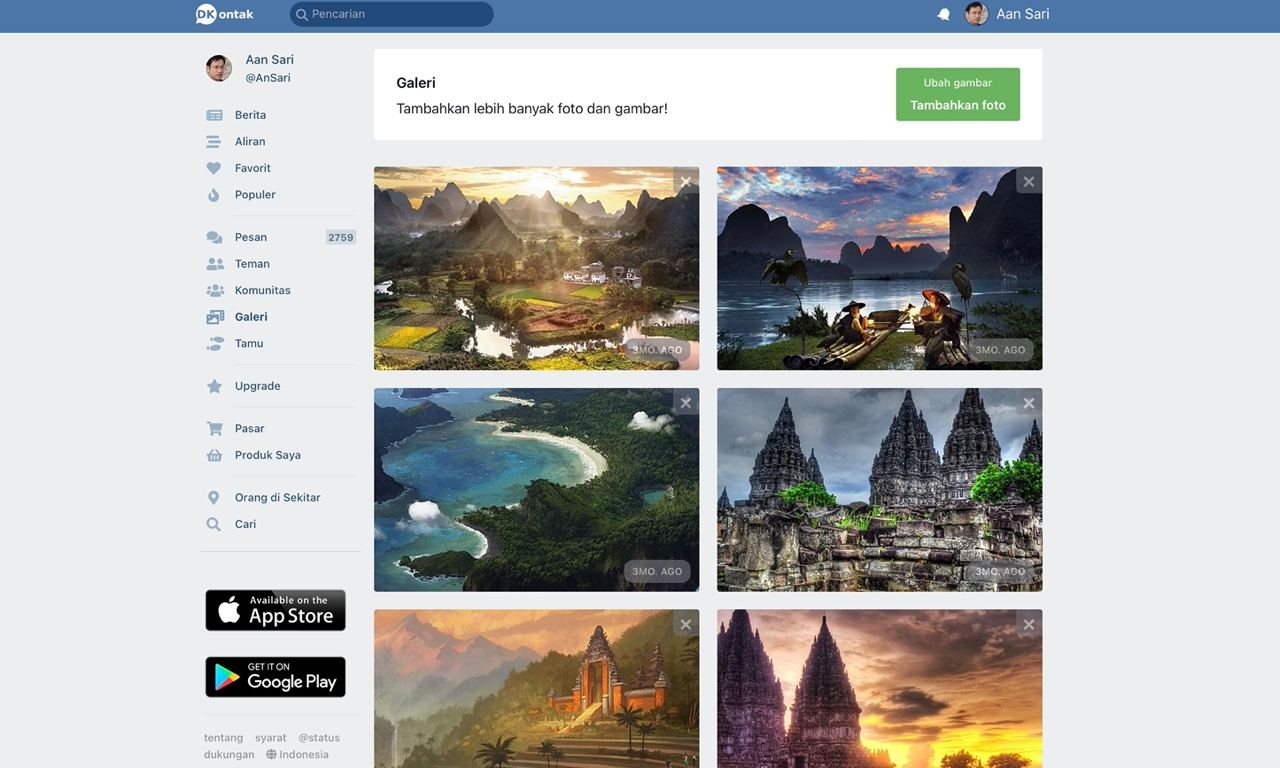 DKontak
Pencarian
Aan Sari
Aan Sari
@AnSari
Berita
Aliran
Favorit
Populer
Pesan 2759
Teman
Komunitas
Galeri
Tamu
Upgrade
Pasar
Produk Saya
Orang di Sekitar
Cari
Available on the
App Store
GET IT ON
Google Play
tentang syarat @status
dukungan Indonesia
Galeri
Tambahkan lebih banyak foto dan gambar!
Ubah gambar
Tambahkan foto
3MO. AGO
3MO. AGO
3MO. AGO
3MO. AGO